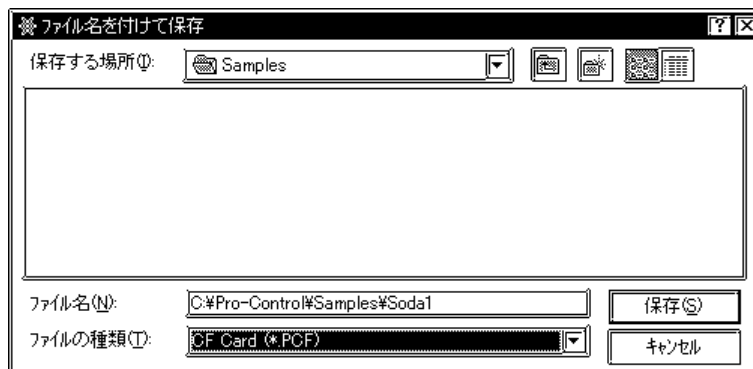 ファイル名を付けて保存
保存する場所(I):
Samples
ファイル名(N):
C:¥Pro-Control¥Samples¥Soda1
保存(S)
ファイルの種類(T):
CF Card (*.PCF)
キャンセル